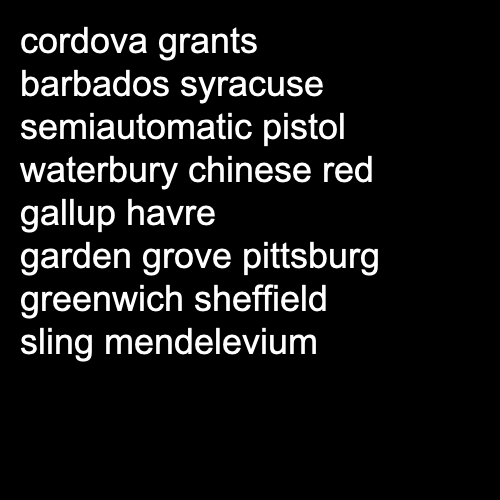 cordova grants
barbados syracuse
semiautomatic pistol
waterbury chinese red
gallup havre
garden grove pittsburg
greenwich sheffield
sling mendelevium